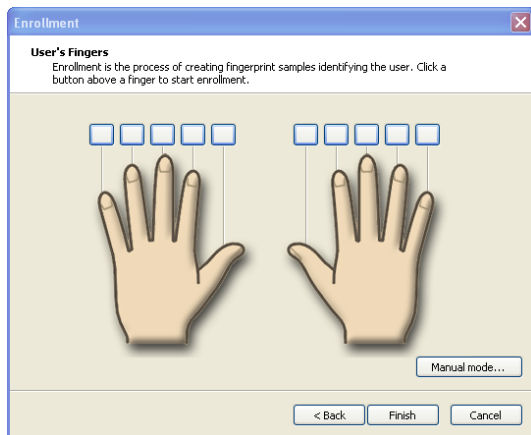 Enrollment
User's Fingers
Enrollment is the process of creating fingerprint samples identifying the user. Click a
button above a finger to start enrollment.
Manual mode...
< Back Finish Cancel